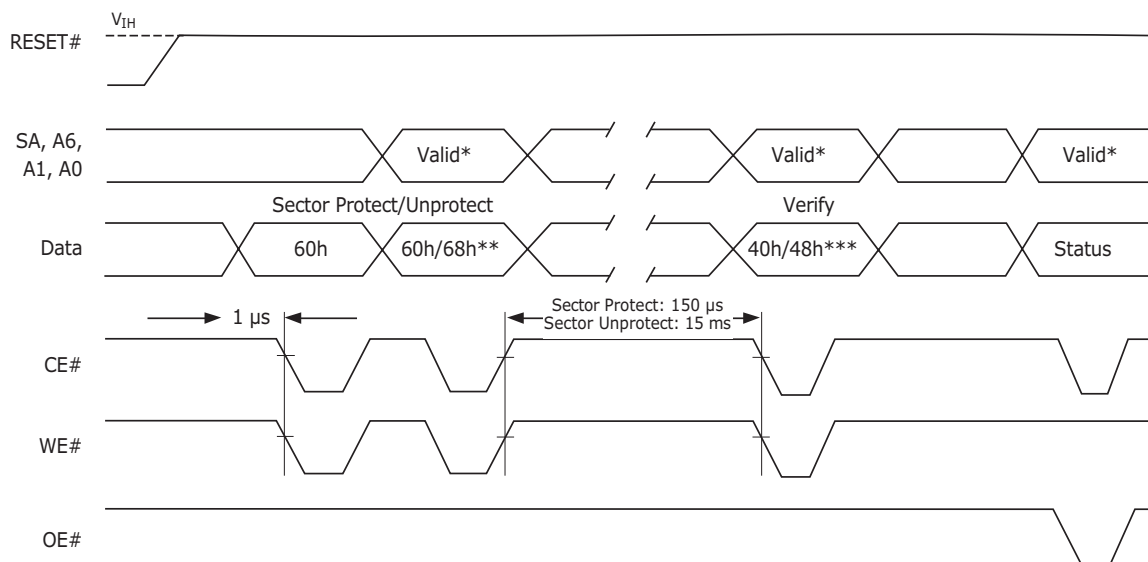 V_IH
RESET#
SA, A6,
A1, A0
Valid*
Valid*
Valid*
Sector Protect/Unprotect
Verify
Data
60h
60h/68h**
40h/48h***
Status
1 µs
Sector Protect: 150 µs
Sector Unprotect: 15 ms
CE#
WE#
OE#